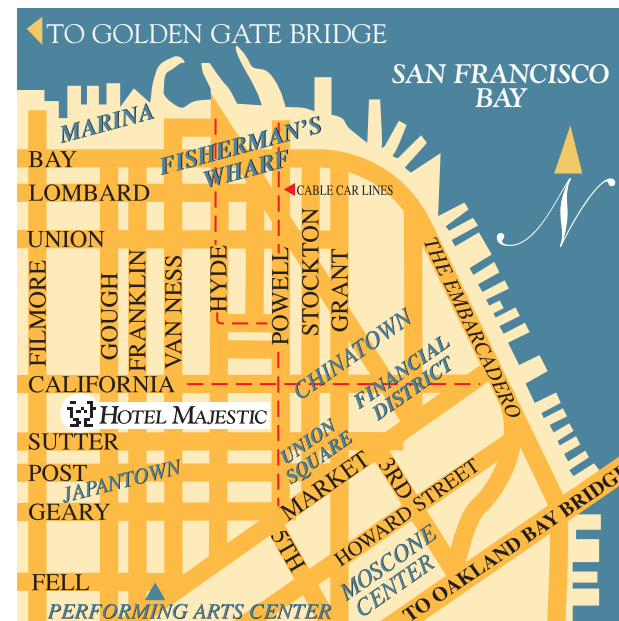 TO GOLDEN GATE BRIDGE
SAN FRANCISCO
BAY
MARINA
FISHERMAN'S
WHARF
BAY
LOMBARD
CABLE CAR LINES
UNION
FILMORE
GOUGH
FRANKLIN
VAN NESS
HYDE
POWELL
STOCKTON
GRANT
THE EMBARCADERO
N
CHINATOWN
FINANCIAL
DISTRICT
CALIFORNIA
HOTEL MAJESTIC
SUTTER
UNION
SQUARE
POST
JAPANTOWN
MARKET
3RD
GEARY
HOWARD STREET
5TH
MOSCONE
CENTER
TO OAKLAND BAY BRIDGE
FELL
PERFORMING ARTS CENTER